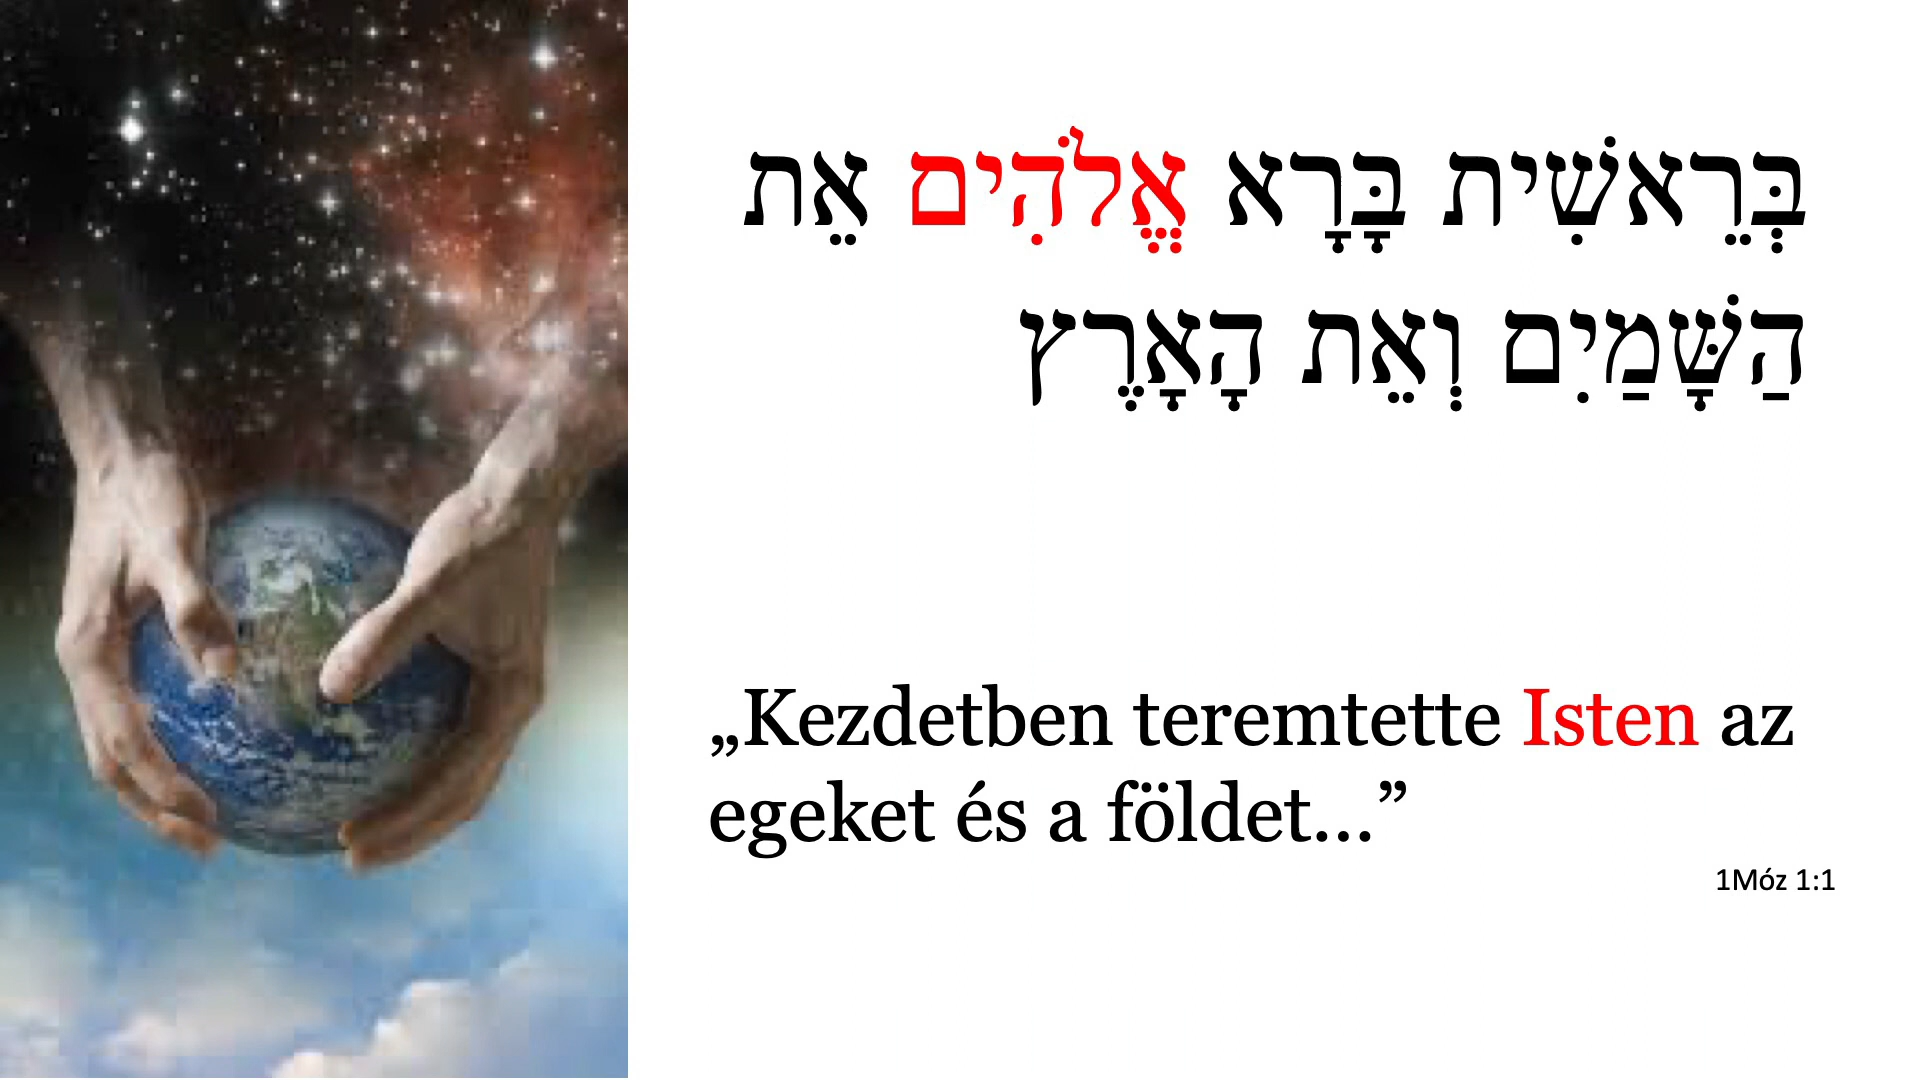 בְּרֵאשִׁית בָּרָא אֱלֹהִים אֵת
הַשָּׁמַיִם וְאֵת הָאָרֶץ
„Kezdetben teremtette Isten az
egeket és a földet…”
1Móz 1:1